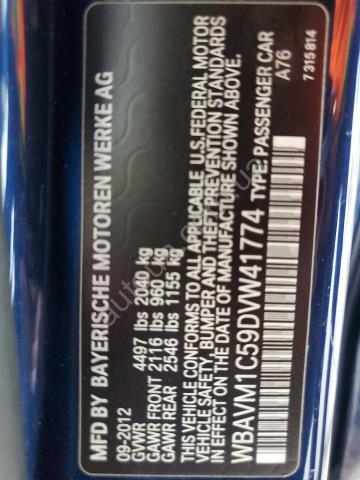 MFD BY BAYERISCHE MOTOREN WERKE AG
09-2012
GVWR 4497 lbs 2040 kg
GAWR FRONT 2116 lbs 960 kg
GAWR REAR 2546 lbs 1155 kg
THIS VEHICLE CONFORMS TO ALL APPLICABLE U.S.FEDERAL MOTOR
VEHICLE SAFETY, BUMPER AND THEFT PREVENTION STANDARDS
IN EFFECT ON THE DATE OF MANUFACTURE SHOWN ABOVE.
WBAVM1C59DVW41774 TYPE: PASSENGER CAR
A76
7315814